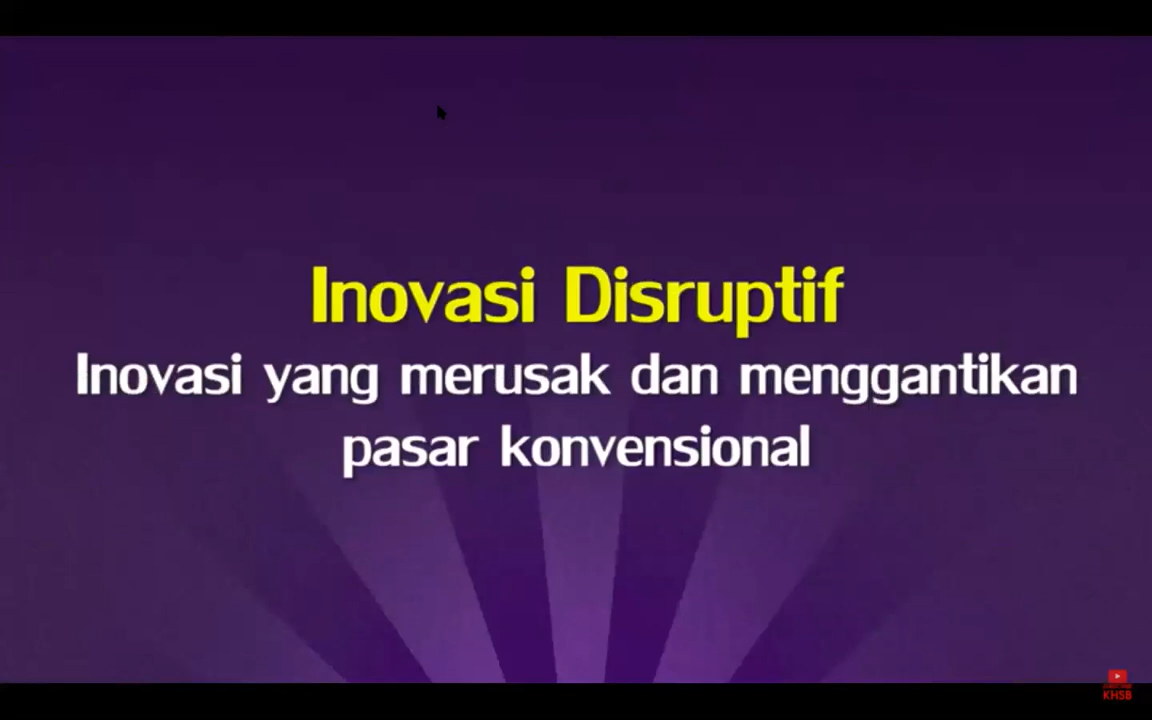 Inovasi Disruptif
Inovasi yang merusak dan menggantikan
pasar konvensional
KHSB